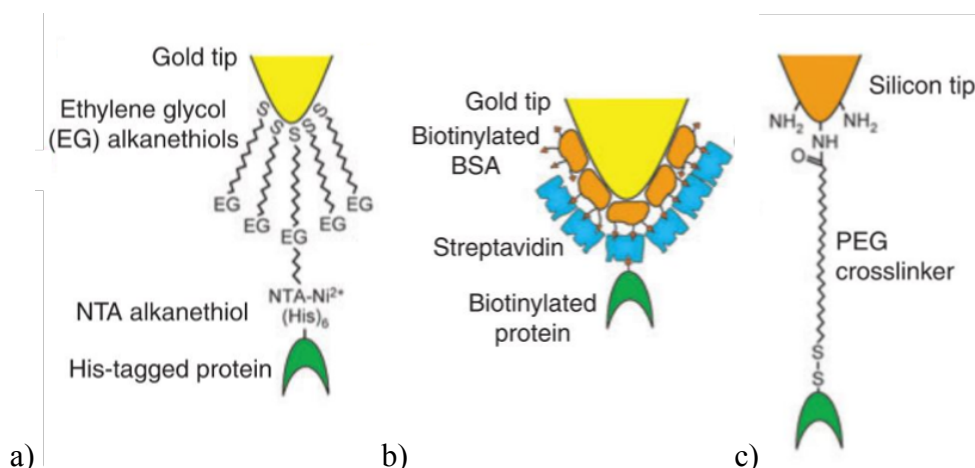 Gold tip
Ethylene glycol
(EG) alkanethiols
S
S
S
S
S
EG
EG
EG
EG
EG
NTA-Ni²⁺
(His)₆
NTA alkanethiol
His-tagged protein
a)
Gold tip
Biotinylated
BSA
Streptavidin
Biotinylated
protein
b)
Silicon tip
NH₂
NH₂
NH
O
PEG
crosslinker
S
S
c)